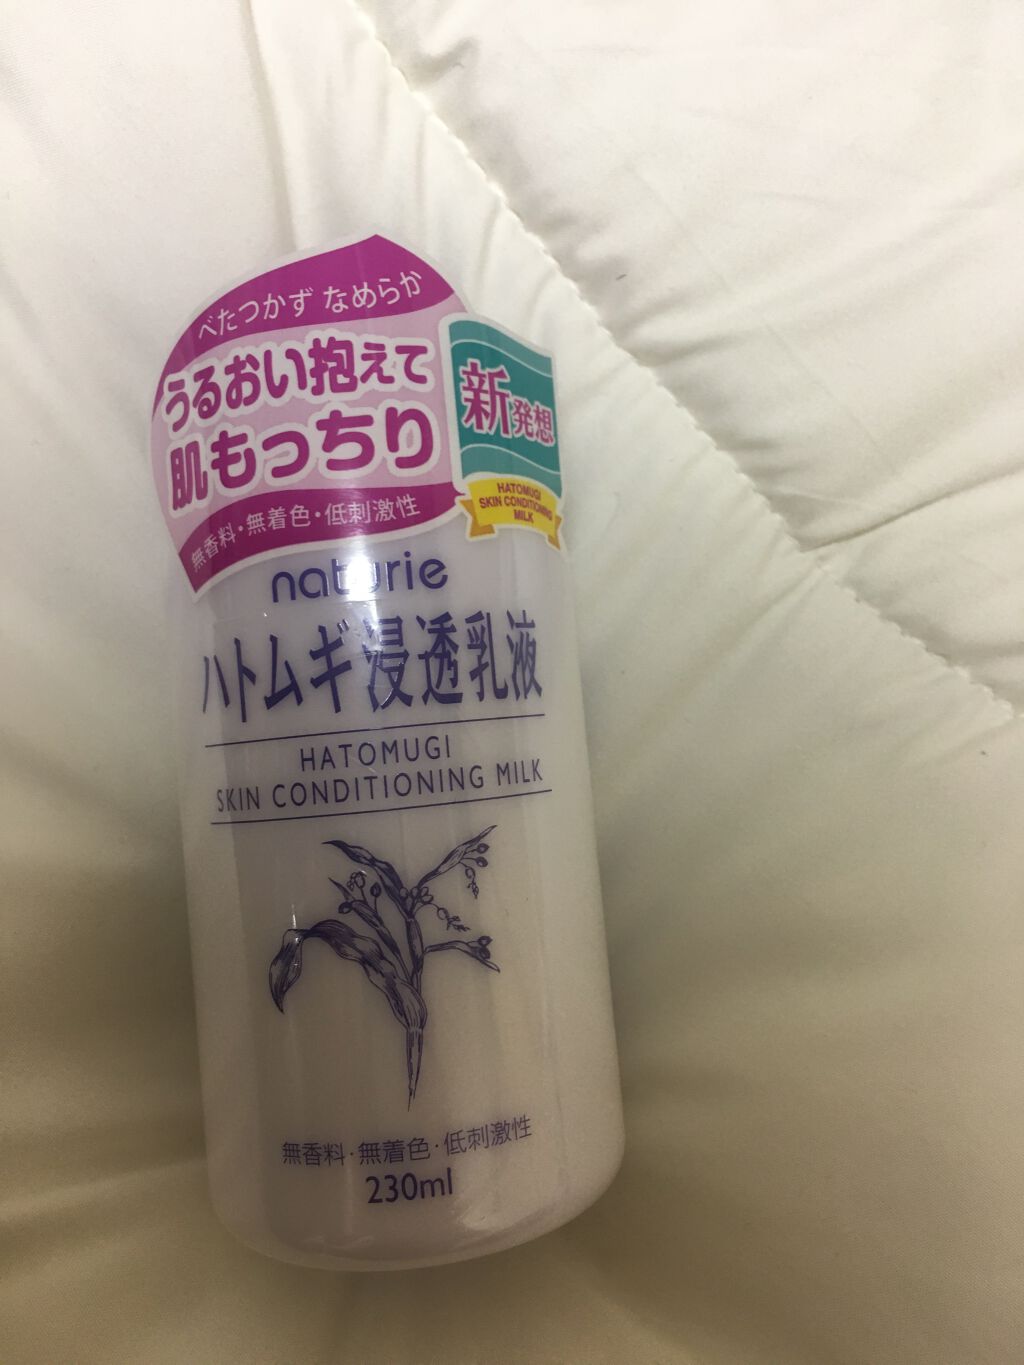 べたつかず なめらか
うるおい抱えて
肌もっちり
無香料・無着色・低刺激性
新発想
HATOMUGI
SKIN CONDITIONING
MILK
naturie
ハトムギ浸透乳液
HATOMUGI
SKIN CONDITIONING MILK
無香料・無着色・低刺激性
230ml